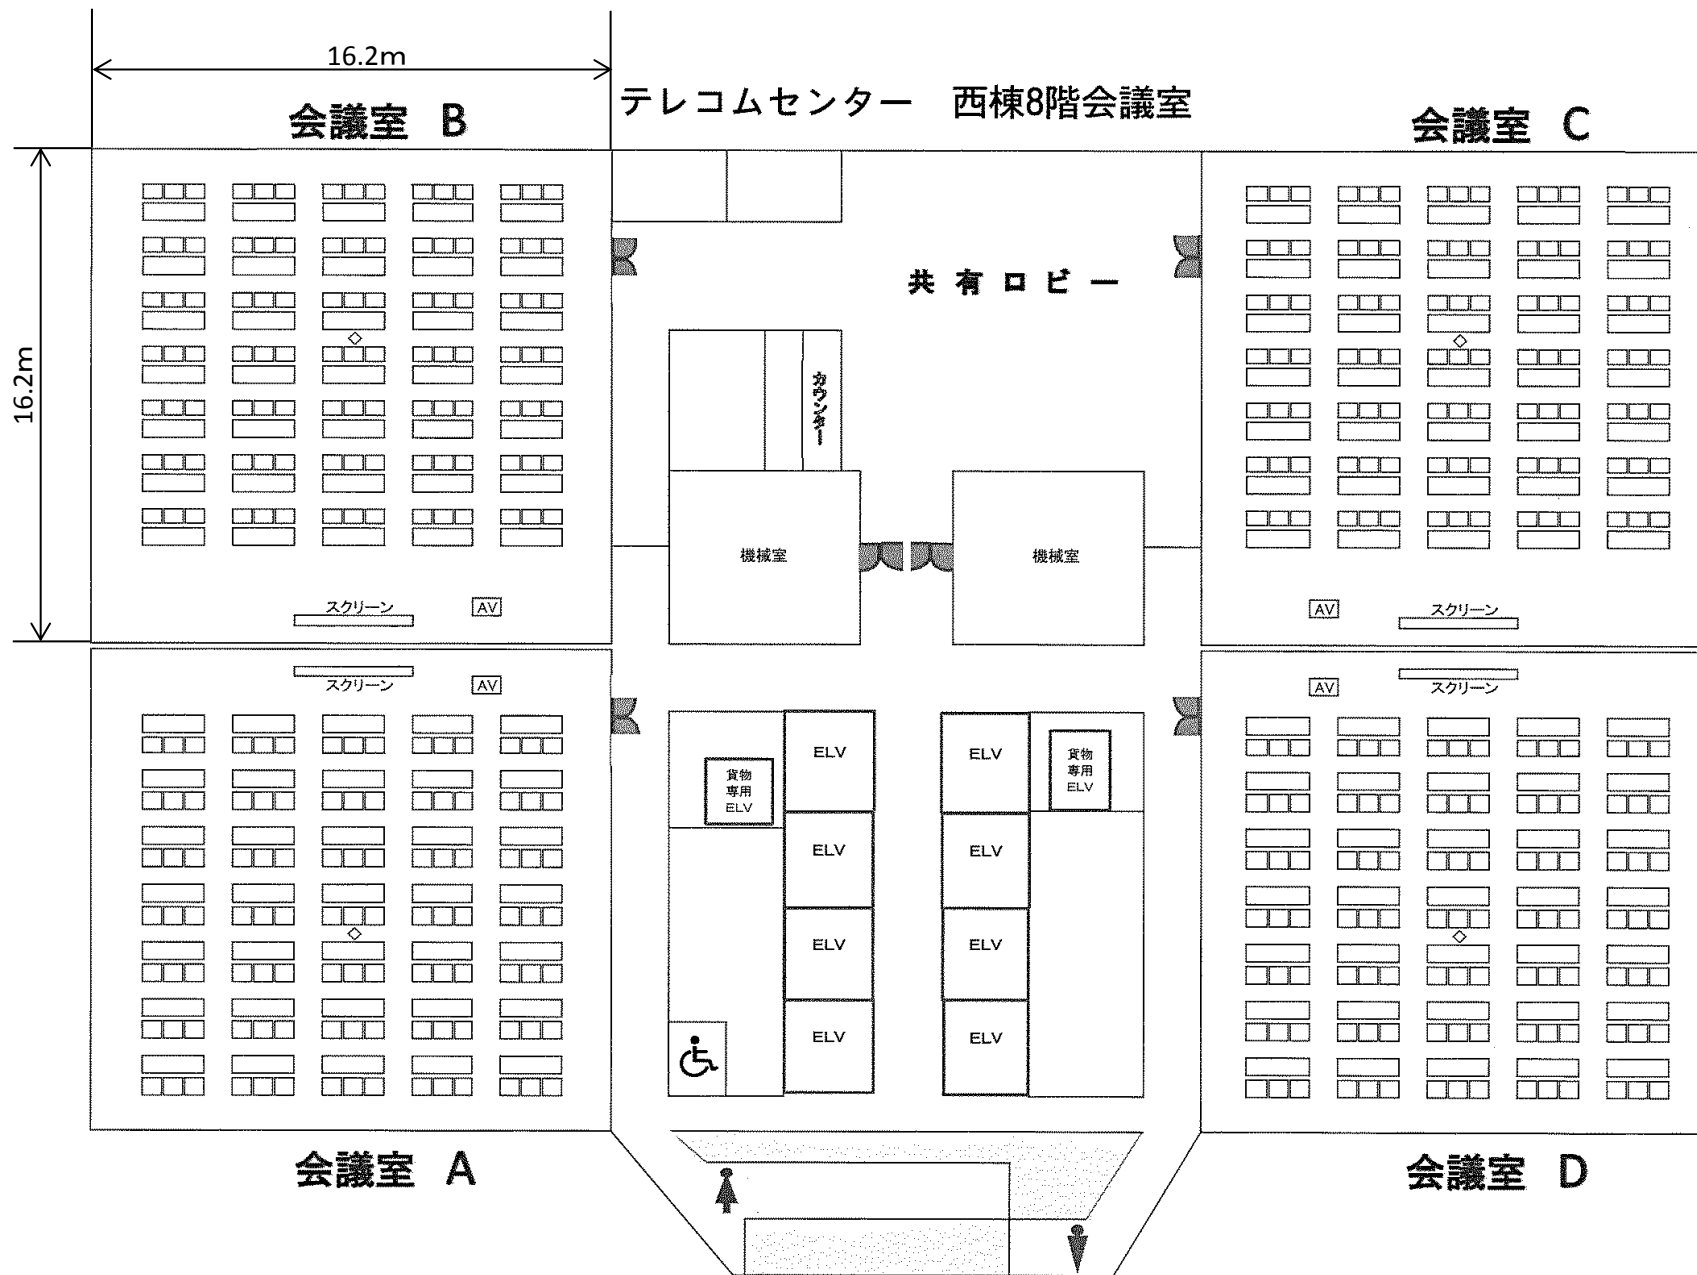 16.2m
テレコムセンター 西棟8階会議室
会議室 B
会議室 C
16.2m
共有ロビー
カウンター
機械室
機械室
スクリーン
AV
AV
スクリーン
スクリーン
AV
AV
スクリーン
ELV
ELV
貨物
専用
ELV
貨物
専用
ELV
ELV
ELV
ELV
ELV
ELV
ELV
会議室 A
会議室 D